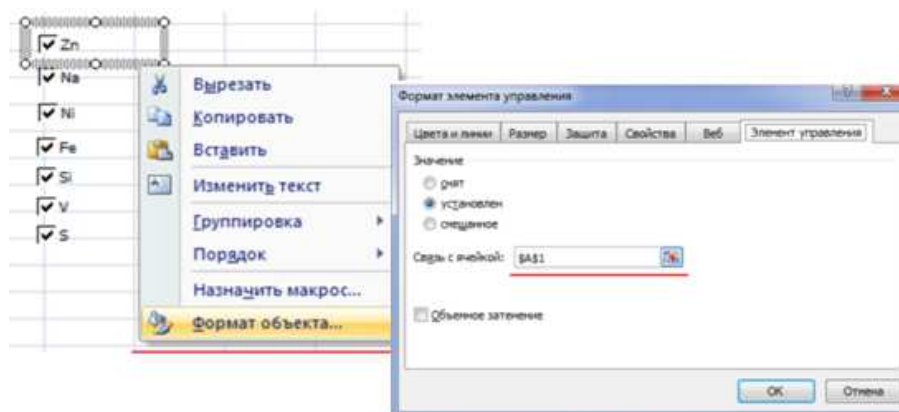 Zn
Na
Ni
Fe
Si
V
S
Вырезать
Копировать
Вставить
Изменить текст
Группировка
Порядок
Назначить макрос...
Формат объекта...
Формат элемента управления
Цвета и линии Размер Защита Свойства Веб Элемент управления
Значение
снят
установлен
смешанное
Связь с ячейкой: $A$1
Объемное затенение
OK Отмена